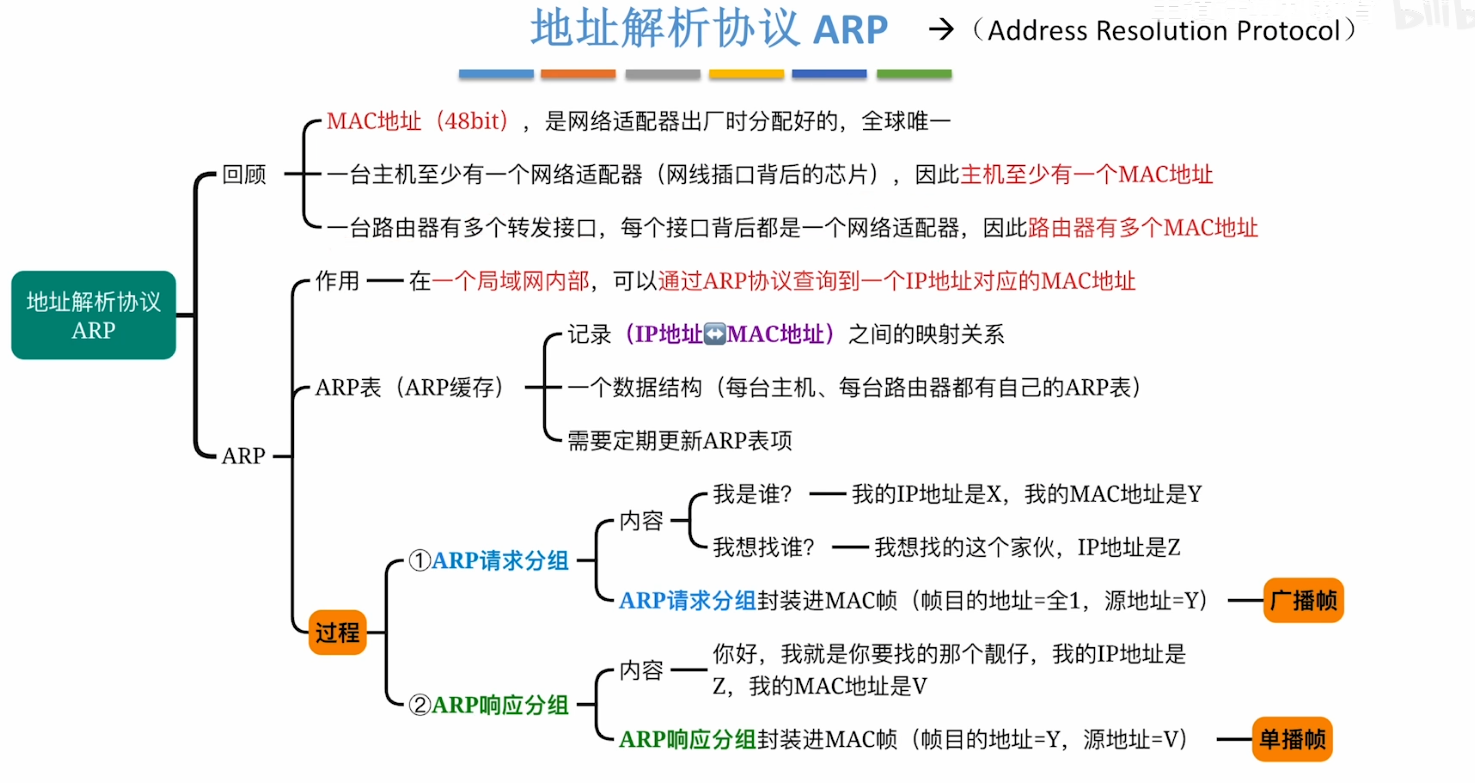 地址解析协议 ARP → （Address Resolution Protocol）
MAC地址（48bit），是网络适配器出厂时分配好的，全球唯一
回顾
一台主机至少有一个网络适配器（网线插口背后的芯片），因此主机至少有一个MAC地址
一台路由器有多个转发接口，每个接口背后都是一个网络适配器，因此路由器有多个MAC地址
地址解析协议
ARP
作用
在一个局域网内部，可以通过ARP协议查询到一个IP地址对应的MAC地址
ARP表（ARP缓存）
记录（IP地址↔MAC地址）之间的映射关系
一个数据结构（每台主机、每台路由器都有自己的ARP表）
需要定期更新ARP表项
ARP
过程
①ARP请求分组
内容
我是谁？
我的IP地址是X，我的MAC地址是Y
我想找谁？
我想找的这个家伙，IP地址是Z
ARP请求分组封装进MAC帧（帧目的地址=全1，源地址=Y）
广播帧
②ARP响应分组
内容
你好，我就是你要找的那个靓仔，我的IP地址是
Z，我的MAC地址是V
ARP响应分组封装进MAC帧（帧目的地址=Y，源地址=V）
单播帧